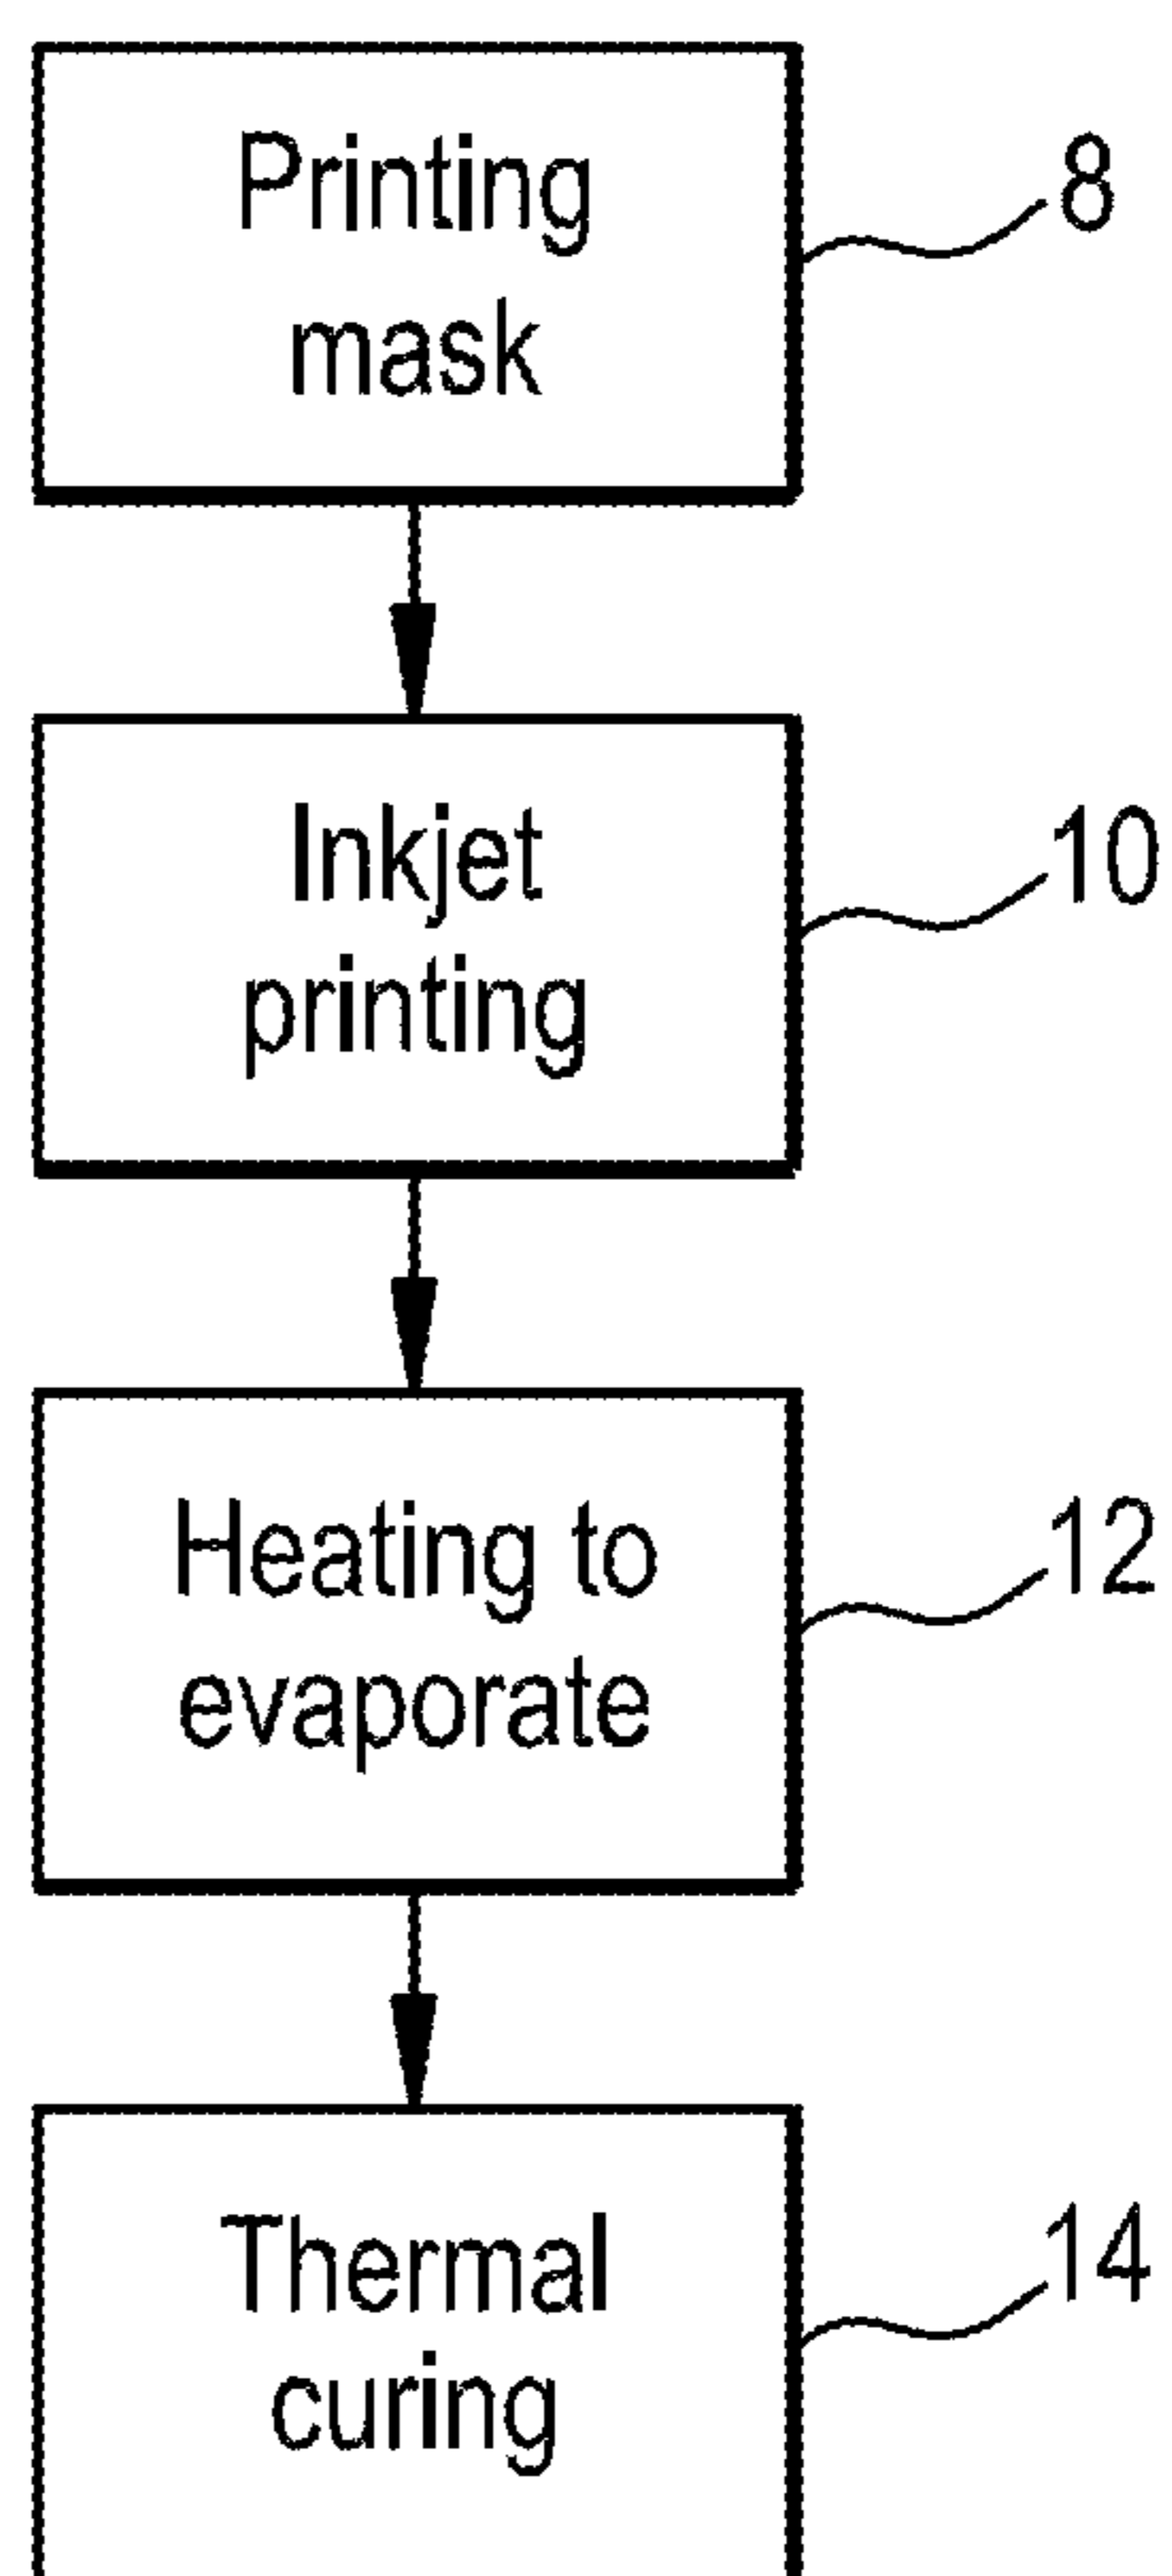 Printing
mask
8
Inkjet
printing
10
Heating to
evaporate
12
Thermal
curing
14